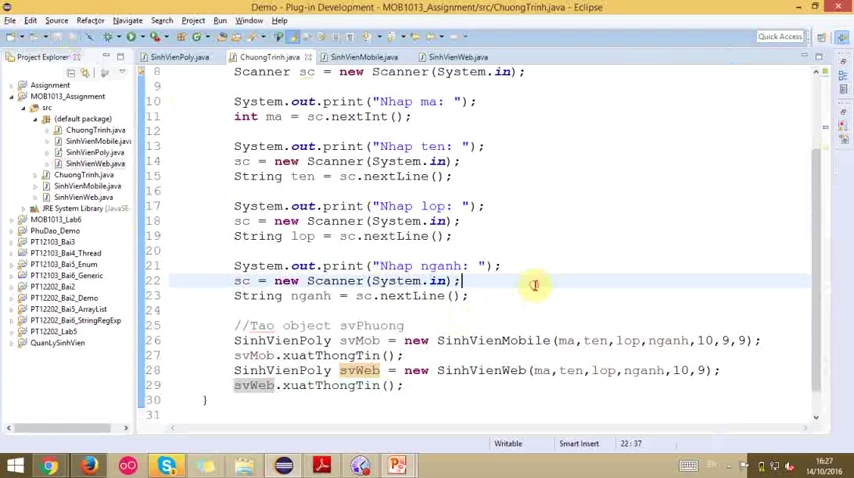 Demo - Plug-in Development - MOB1013_Assignment/src/ChuongTrinh.java - Eclipse
File Edit Source Refactoring Navigate Search Project Run Window Help
Quick Access
Project Explorer
SinhVienPoly.java ChuongTrinh.java SinhVienMobile.java SinhVienWeb.java
Assignment
MOB1013_Assignment
src
(default package)
ChuongTrinh.java
SinhVienMobile.java
SinhVienPoly.java
SinhVienWeb.java
ChuongTrinh.java
SinhVienMobile.java
SinhVienWeb.java
JRE System Library [JavaSE-
MOB1013_Lab6
PhuDao_Demo
PT12102_Bai3
PT12103_Bai4_Thread
PT12103_Bai5_Enum
PT12103_Bai6_Generic
PT12202_Bai2
PT12202_Bai2_Demo
PT12202_Bai5_ArrayList
PT12202_Bai6_StringRegExp
PT12202_Lab5
QuanLySinhVien
8 Scanner sc = new Scanner(System.in);
9
10 System.out.print("Nhap ma: ");
11 int ma = sc.nextInt();
12
13 System.out.print("Nhap ten: ");
14 sc = new Scanner(System.in);
15 String ten = sc.nextLine();
16
17 System.out.print("Nhap lop: ");
18 sc = new Scanner(System.in);
19 String lop = sc.nextLine();
20
21 System.out.print("Nhap nganh: ");
22 sc = new Scanner(System.in);
23 String nganh = sc.nextLine();
24
25 //Tao object svPhuong
26 SinhVienPoly svMob = new SinhVienMobile(ma,ten,lop,nganh,10,9,9);
27 svMob.xuatThongTin();
28 SinhVienPoly svWeb = new SinhVienWeb(ma,ten,lop,nganh,10,9);
29 svWeb.xuatThongTin();
30 }
31
Writable Smart Insert 22 : 37
16:27
14/10/2016